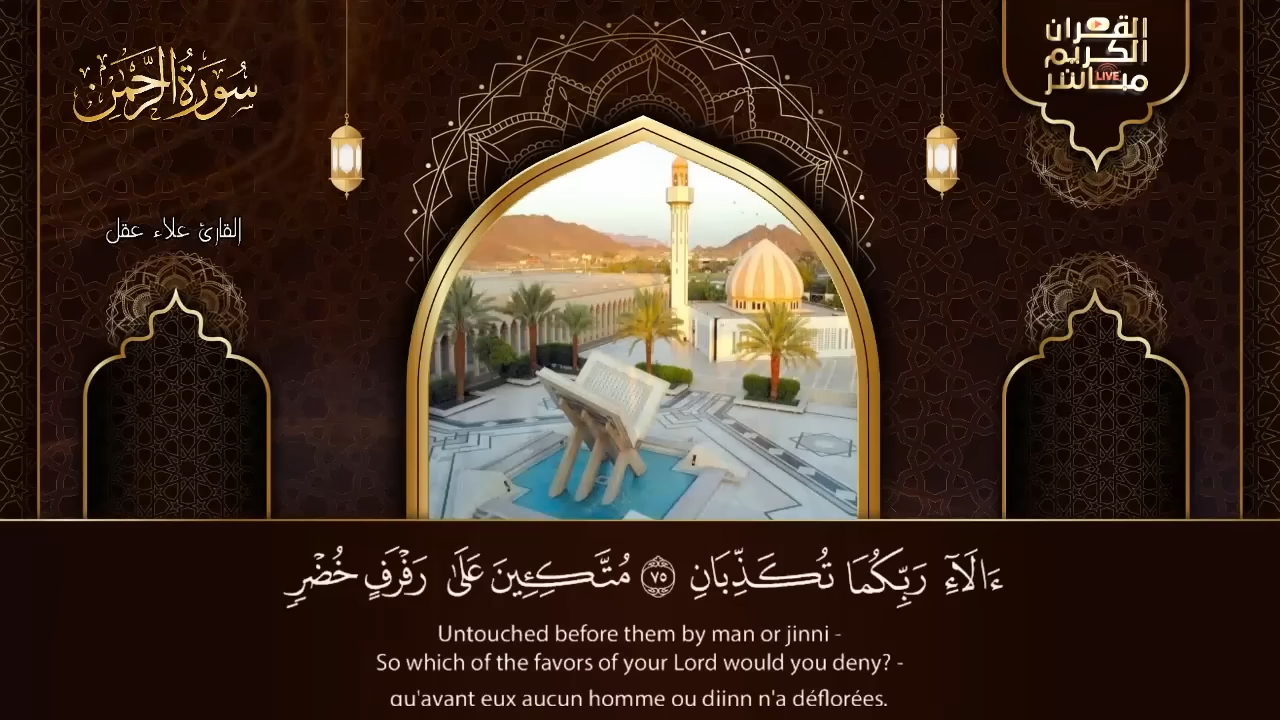 سُورَةُ الرَّحْمَٰن
القران
الكريم
مباشر
LIVE
القارئ علاء عقل
ءَالَآءِ رَبِّكُمَا تُكَذِّبَانِ ٧٥ مُتَّكِـِٔينَ عَلَىٰ رَفْرَفٍ خُضْرٍ
Untouched before them by man or jinni -
So which of the favors of your Lord would you deny? -
qu'avant eux aucun homme ou djinn n'a déflorées.